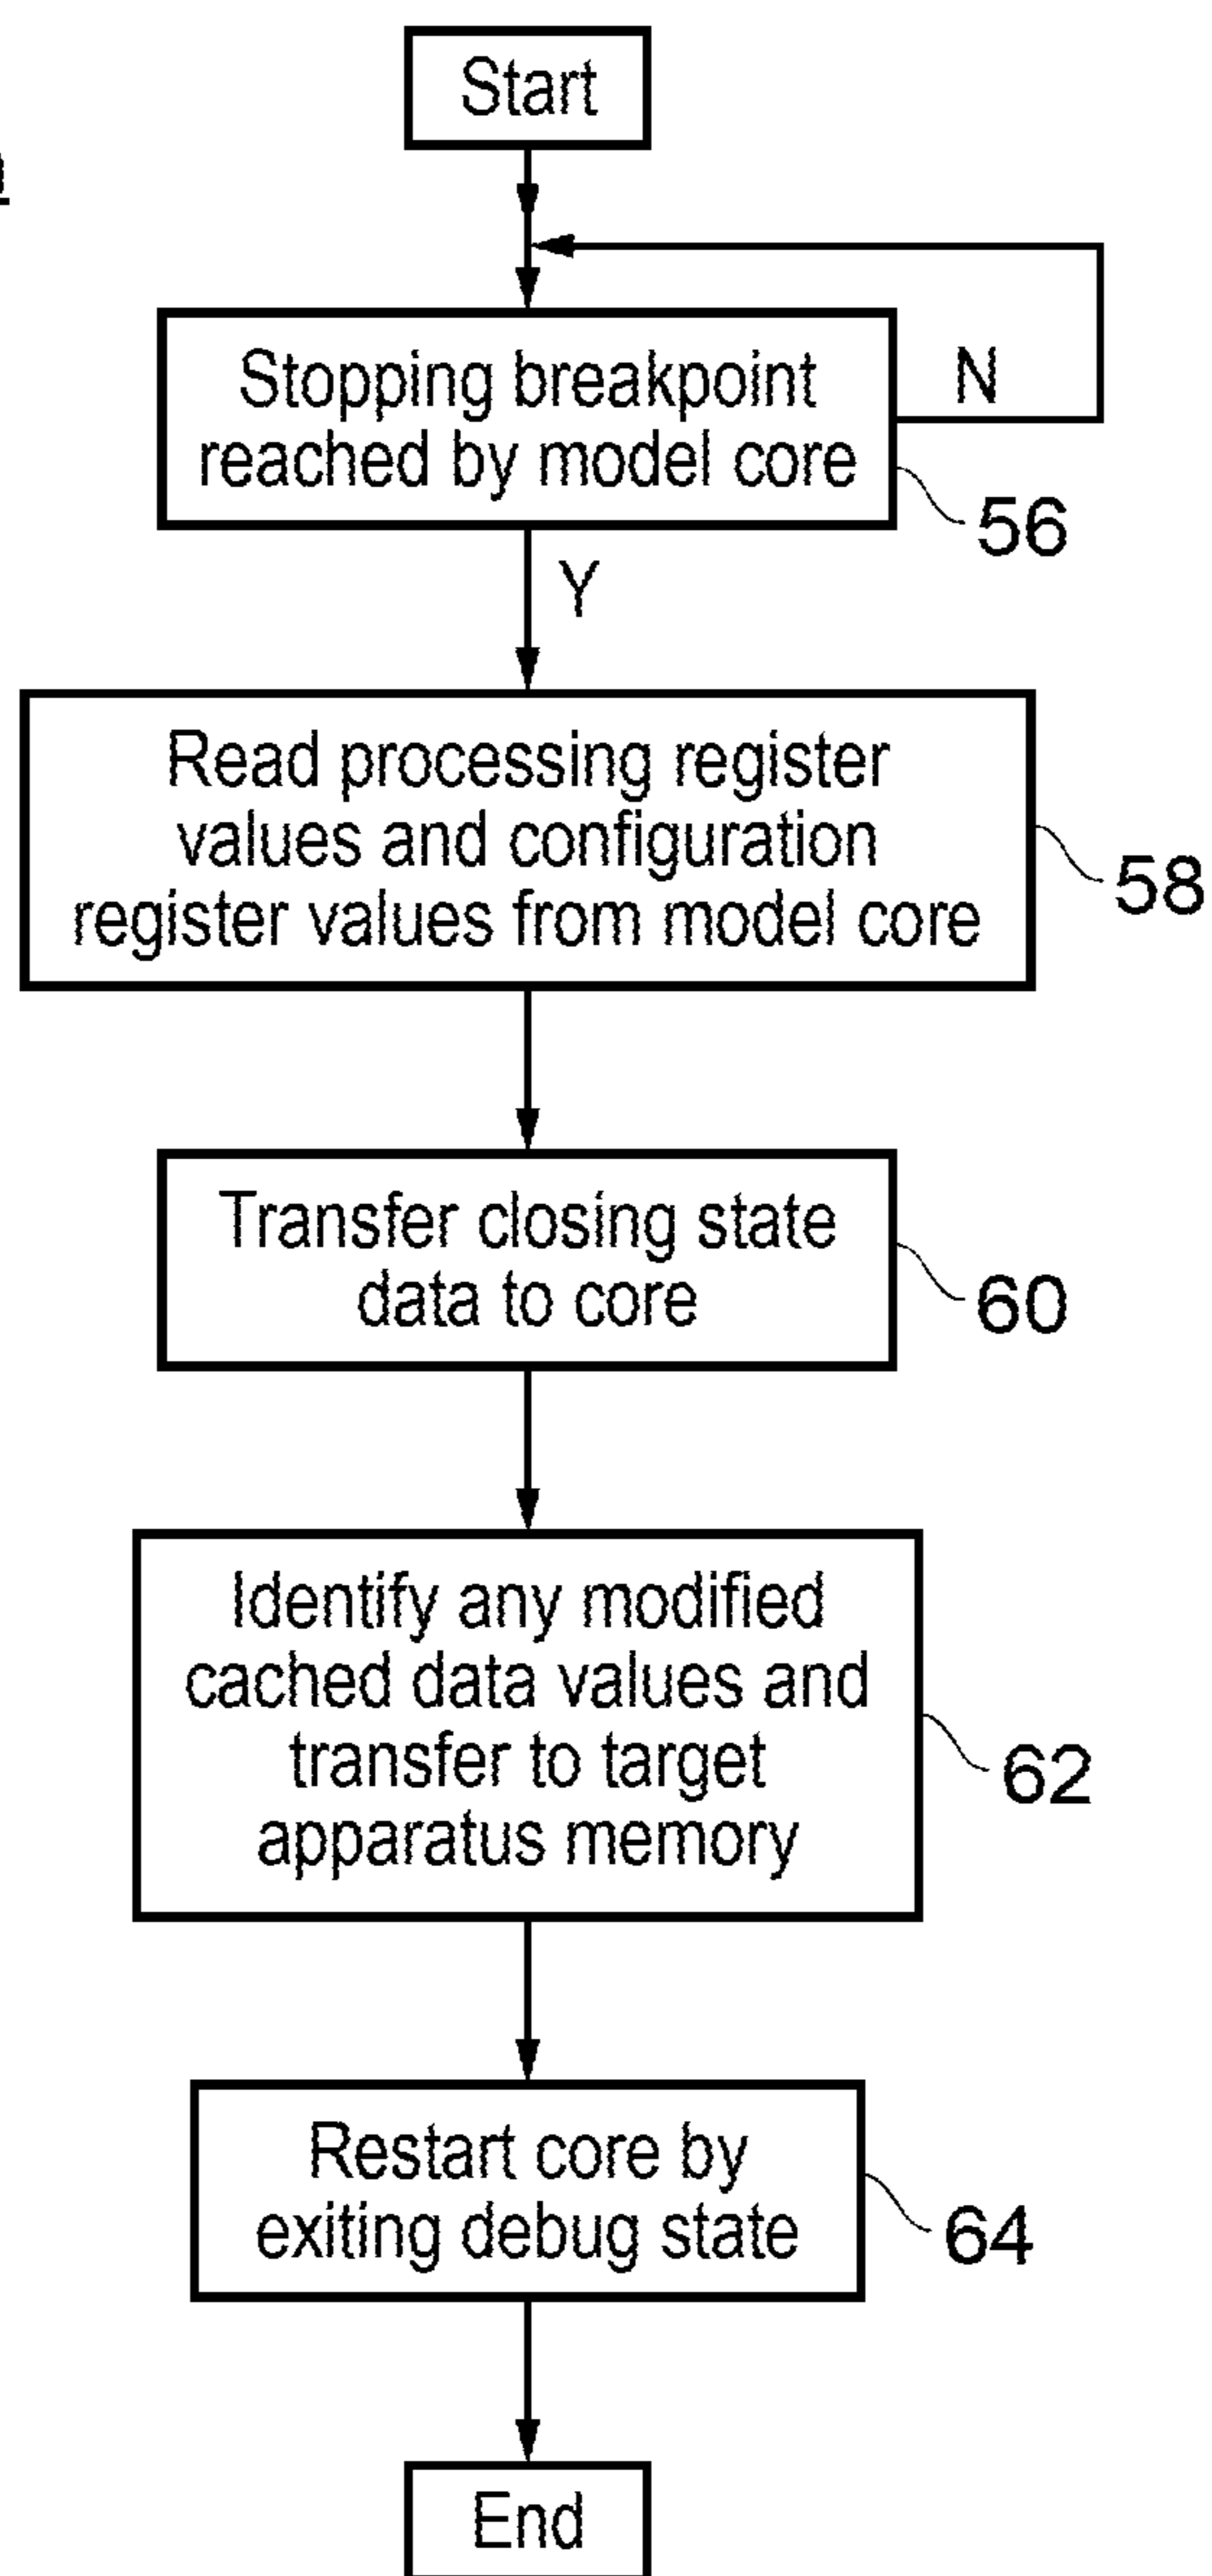 Start
Stopping breakpoint
reached by model core
N
56
Y
Read processing register
values and configuration
register values from model core
58
Transfer closing state
data to core
60
Identify any modified
cached data values and
transfer to target
apparatus memory
62
Restart core by
exiting debug state
64
End